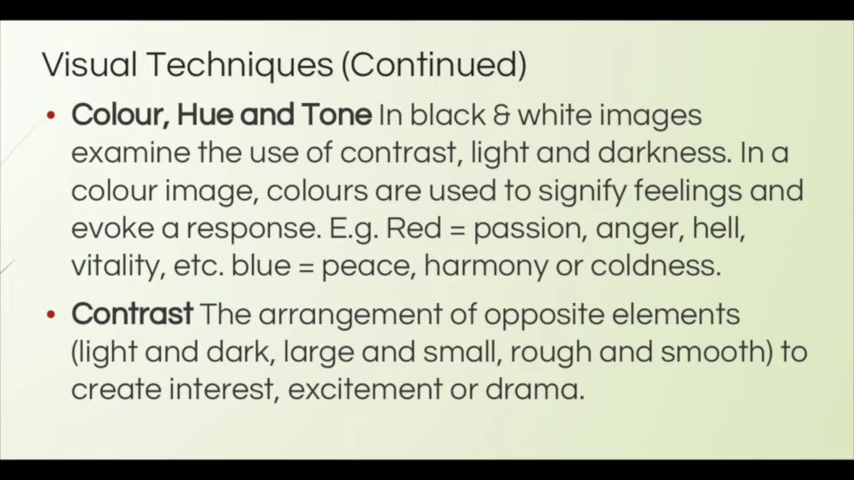 Visual Techniques (Continued)
• Colour, Hue and Tone In black & white images
examine the use of contrast, light and darkness. In a
colour image, colours are used to signify feelings and
evoke a response. E.g. Red = passion, anger, hell,
vitality, etc. blue = peace, harmony or coldness.
• Contrast The arrangement of opposite elements
(light and dark, large and small, rough and smooth) to
create interest, excitement or drama.